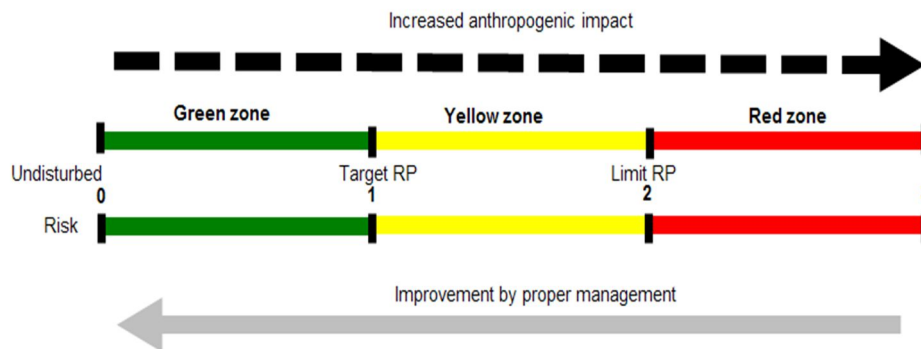 Increased anthropogenic impact
Green zone Yellow zone Red zone
Undisturbed Target RP Limit RP
0 1 2
Risk
Improvement by proper management